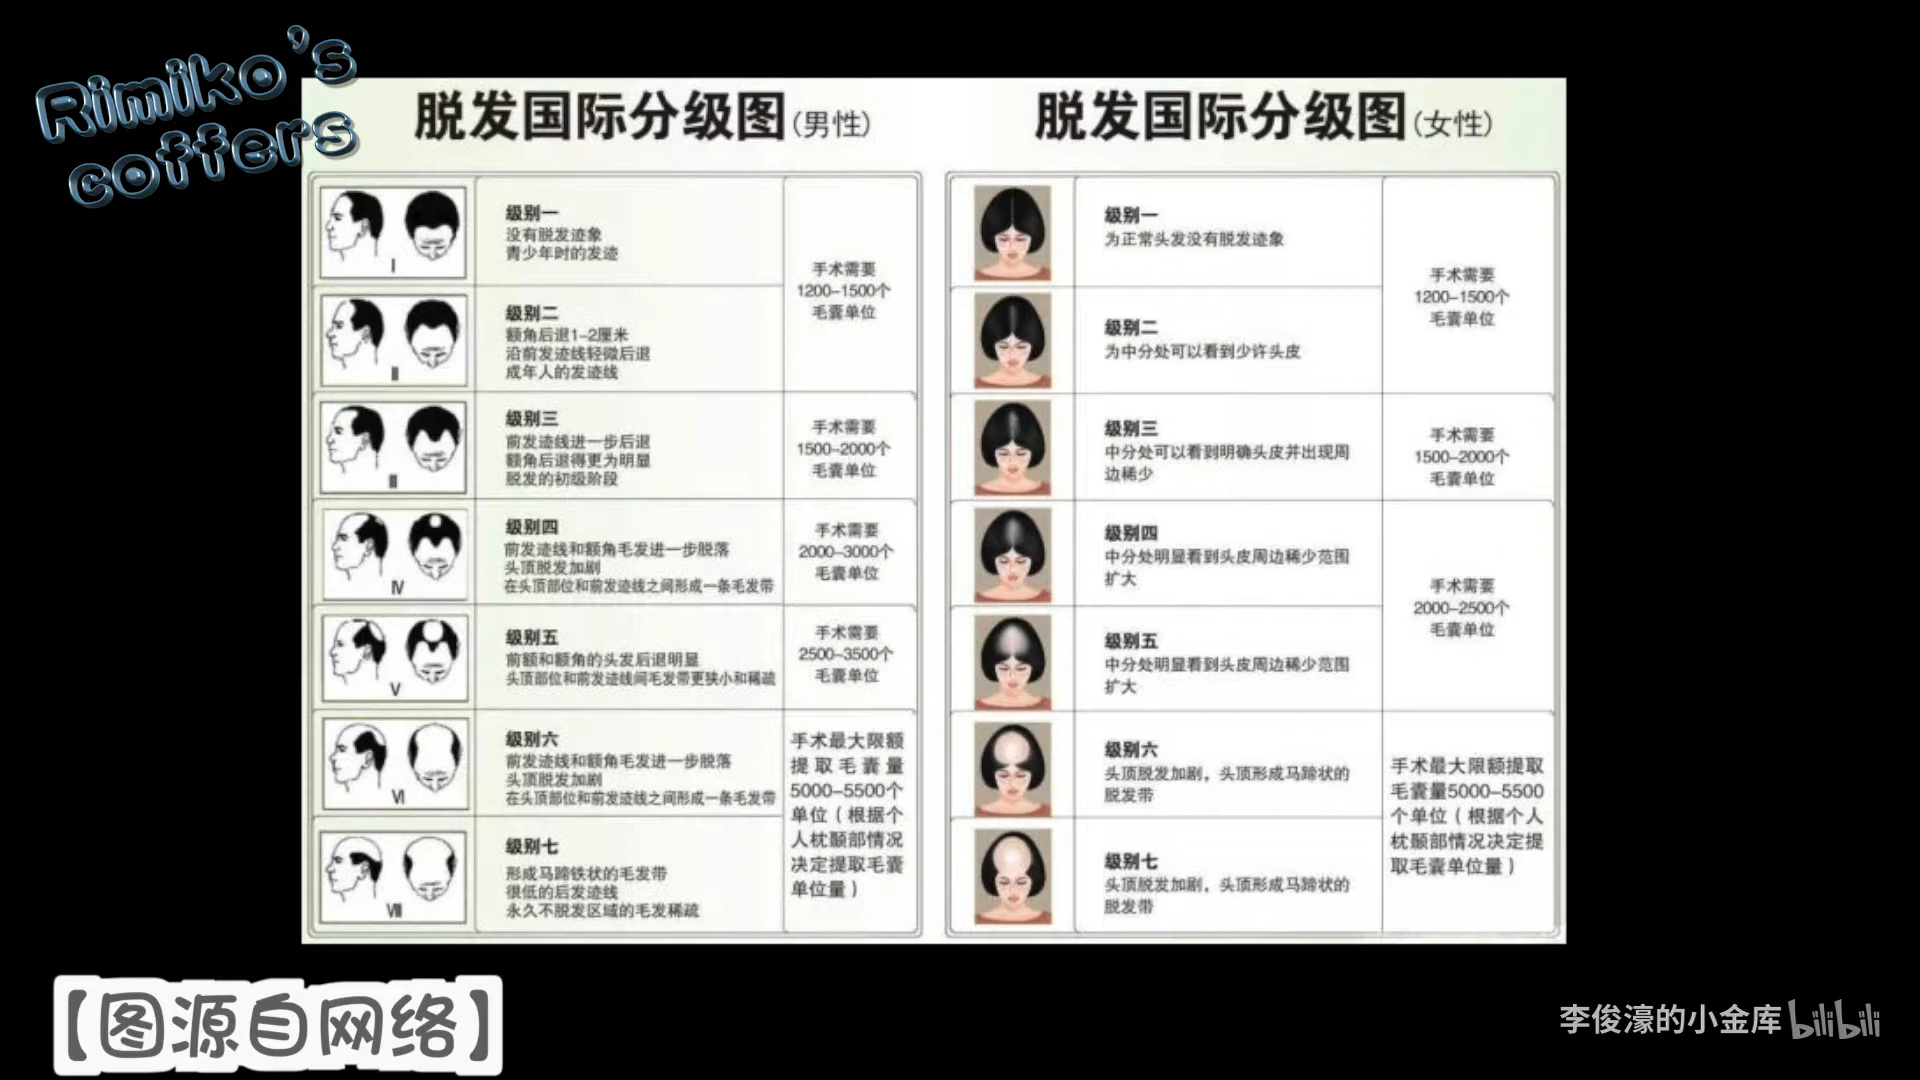 Rimiko's
coffers
脱发国际分级图(男性)
I
级别一
没有脱发迹象
青少年时的发迹
手术需要
1200-1500个
毛囊单位
II
级别二
额角后退1-2厘米
沿前发迹线轻微后退
成年人的发迹线
III
级别三
前发迹线进一步后退
额角后退得更为明显
脱发的初级阶段
手术需要
1500-2000个
毛囊单位
IV
级别四
前发迹线和额角毛发进一步脱落
头顶脱发加剧
在头顶部位和前发迹线之间形成一条毛发带
手术需要
2000-3000个
毛囊单位
V
级别五
前额和额角的头发后退明显
头顶部位和前发迹线间毛发带更狭小和稀疏
手术需要
2500-3500个
毛囊单位
VI
级别六
前发迹线和额角毛发进一步脱落
头顶脱发加剧
在头顶部位和前发迹线之间形成一条毛发带
VII
级别七
形成马蹄铁状的毛发带
很低的后发迹线
永久不脱发区域的毛发稀疏
手术最大限额
提取毛囊量
5000-5500个
单位(根据个
人枕颞部情况
决定提取毛囊
单位量)
脱发国际分级图(女性)
级别一
为正常头发没有脱发迹象
手术需要
1200-1500个
毛囊单位
级别二
为中分处可以看到少许头皮
级别三
中分处可以看到明确头皮并出现周
边稀少
手术需要
1500-2000个
毛囊单位
级别四
中分处明显看到头皮周边稀少范围
扩大
手术需要
2000-2500个
毛囊单位
级别五
中分处明显看到头皮周边稀少范围
扩大
级别六
头顶脱发加剧，头顶形成马蹄状的
脱发带
级别七
头顶脱发加剧，头顶形成马蹄状的
脱发带
手术最大限额提取
毛囊量5000-5500
个单位(根据个人
枕颞部情况决定提
取毛囊单位量)
【图源自网络】
李俊濠的小金库 bilibili